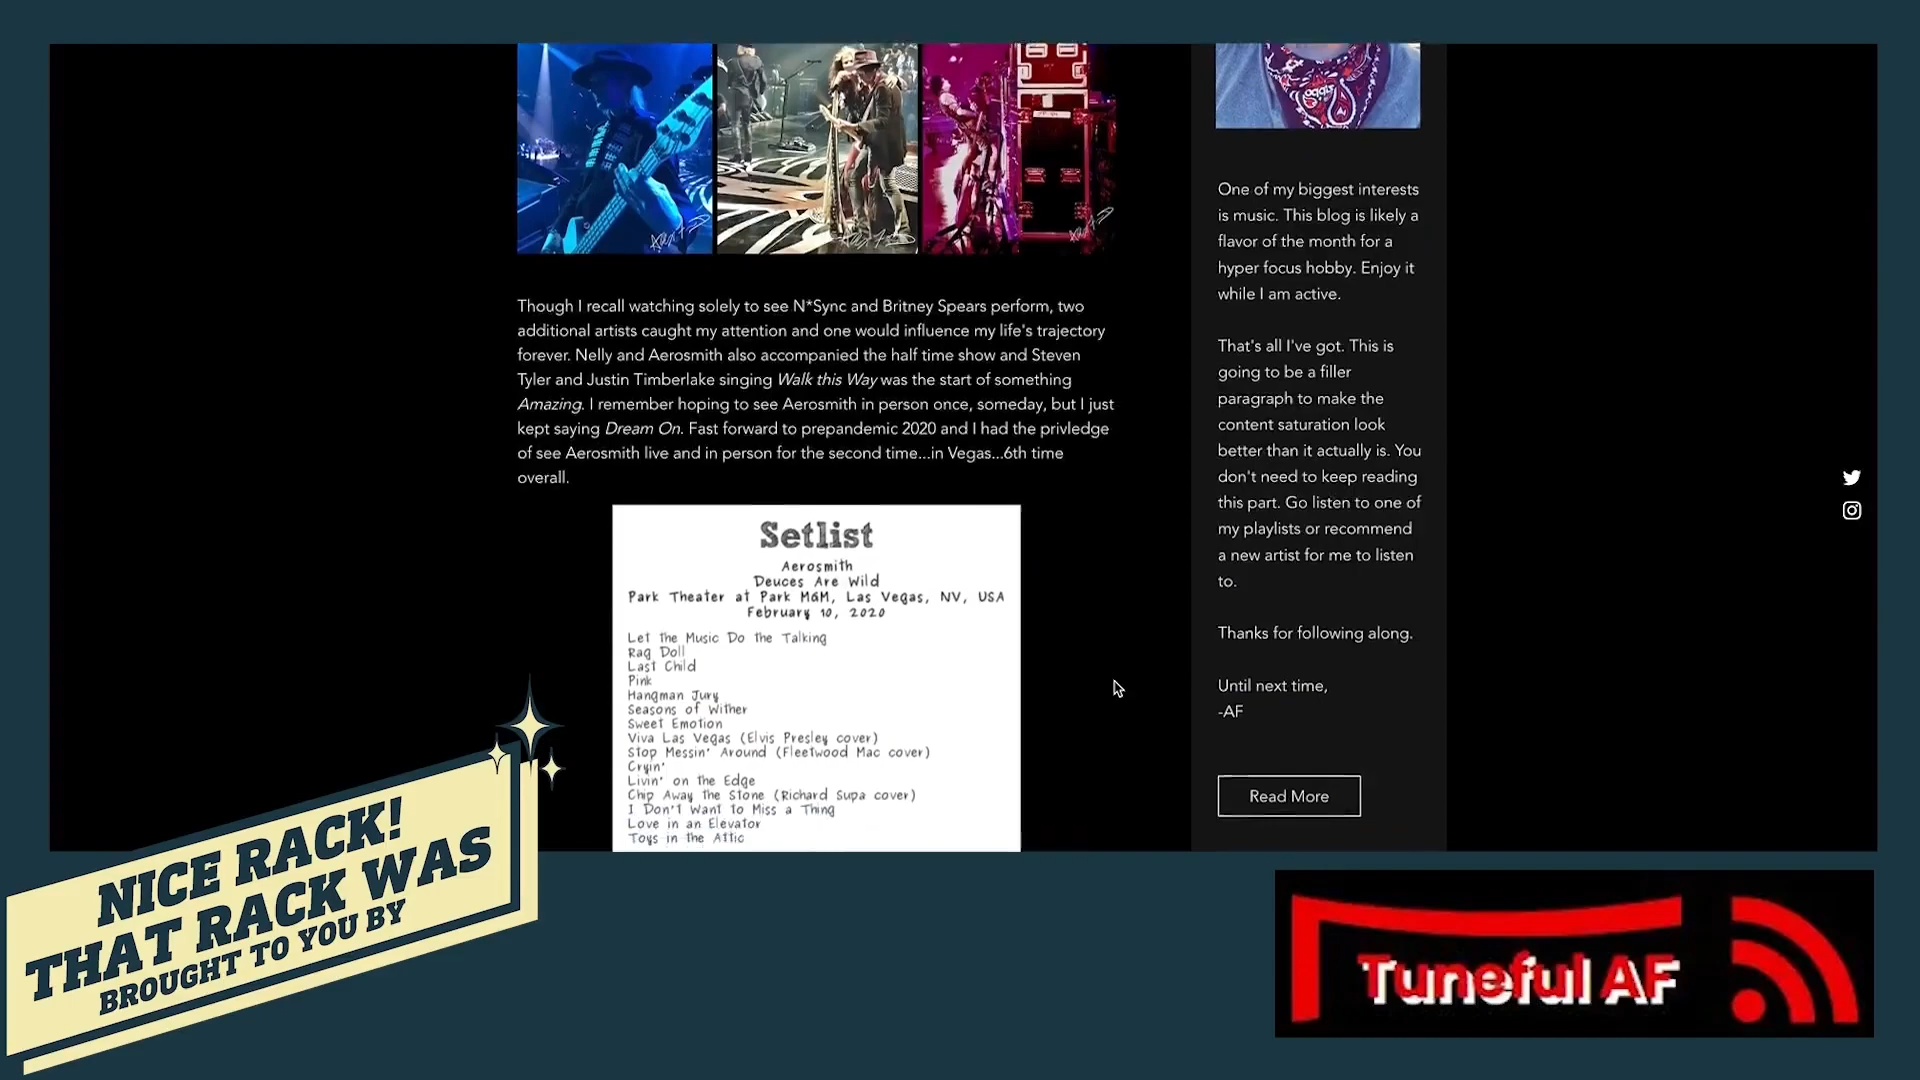 Though I recall watching solely to see N*Sync and Britney Spears perform, two
additional artists caught my attention and one would influence my life's trajectory
forever. Nelly and Aerosmith also accompanied the half time show and Steven
Tyler and Justin Timberlake singing Walk this Way was the start of something
Amazing. I remember hoping to see Aerosmith in person once, someday, but I just
kept saying Dream On. Fast forward to prepandemic 2020 and I had the privledge
of see Aerosmith live and in person for the second time...in Vegas...6th time
overall.
Setlist
Aerosmith
Deuces Are Wild
Park Theater at Park MGM, Las Vegas, NV, USA
February 10, 2020
Let the Music Do the Talking
Rag Doll
Last Child
Pink
Hangman Jury
Seasons of Wither
Sweet Emotion
Viva Las Vegas (Elvis Presley cover)
Stop Messin' Around (Fleetwood Mac cover)
Cryin'
Livin' on the Edge
Chip Away the Stone (Richard Supa cover)
I Don't Want to Miss a Thing
Love in an Elevator
Toys in the Attic
One of my biggest interests
is music. This blog is likely a
flavor of the month for a
hyper focus hobby. Enjoy it
while I am active.
That's all I've got. This is
going to be a filler
paragraph to make the
content saturation look
better than it actually is. You
don't need to keep reading
this part. Go listen to one of
my playlists or recommend
a new artist for me to listen
to.
Thanks for following along.
Until next time,
-AF
Read More
NICE RACK!
THAT RACK WAS
BROUGHT TO YOU BY
Tuneful AF